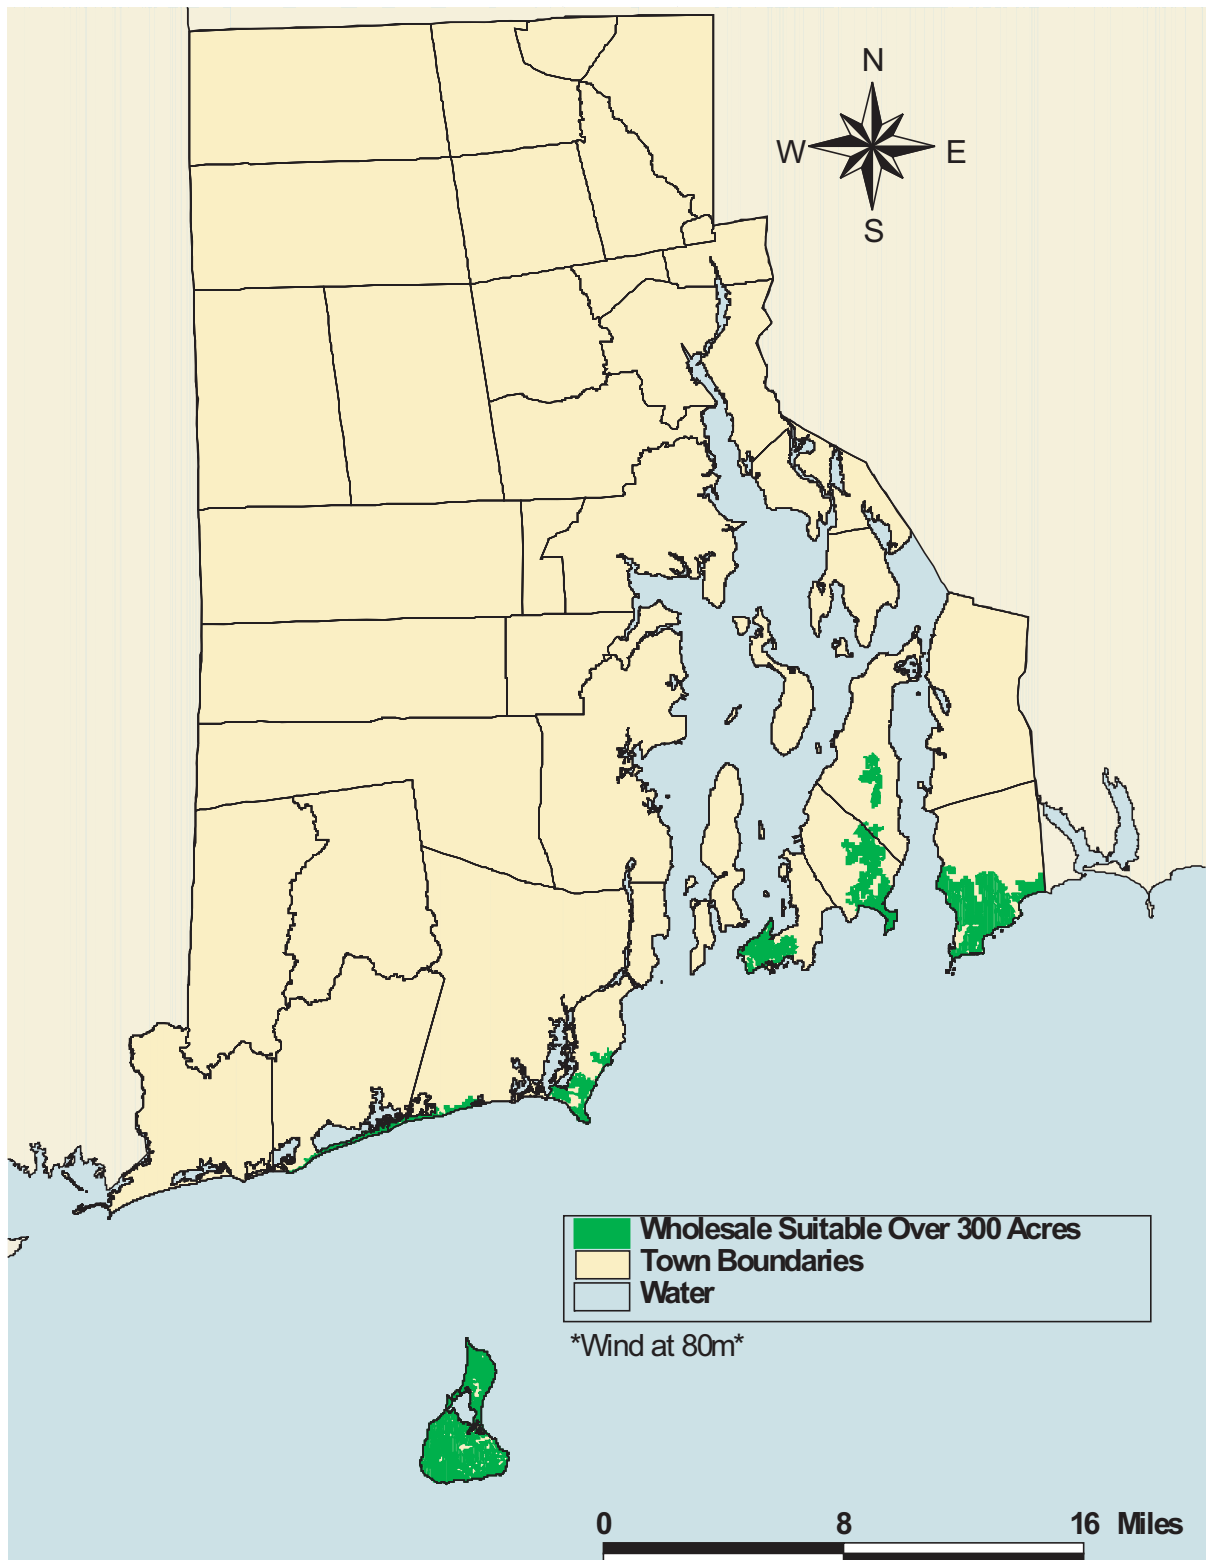 N
W
E
S
Wholesale Suitable Over 300 Acres
Town Boundaries
Water
*Wind at 80m*
0 8 16 Miles